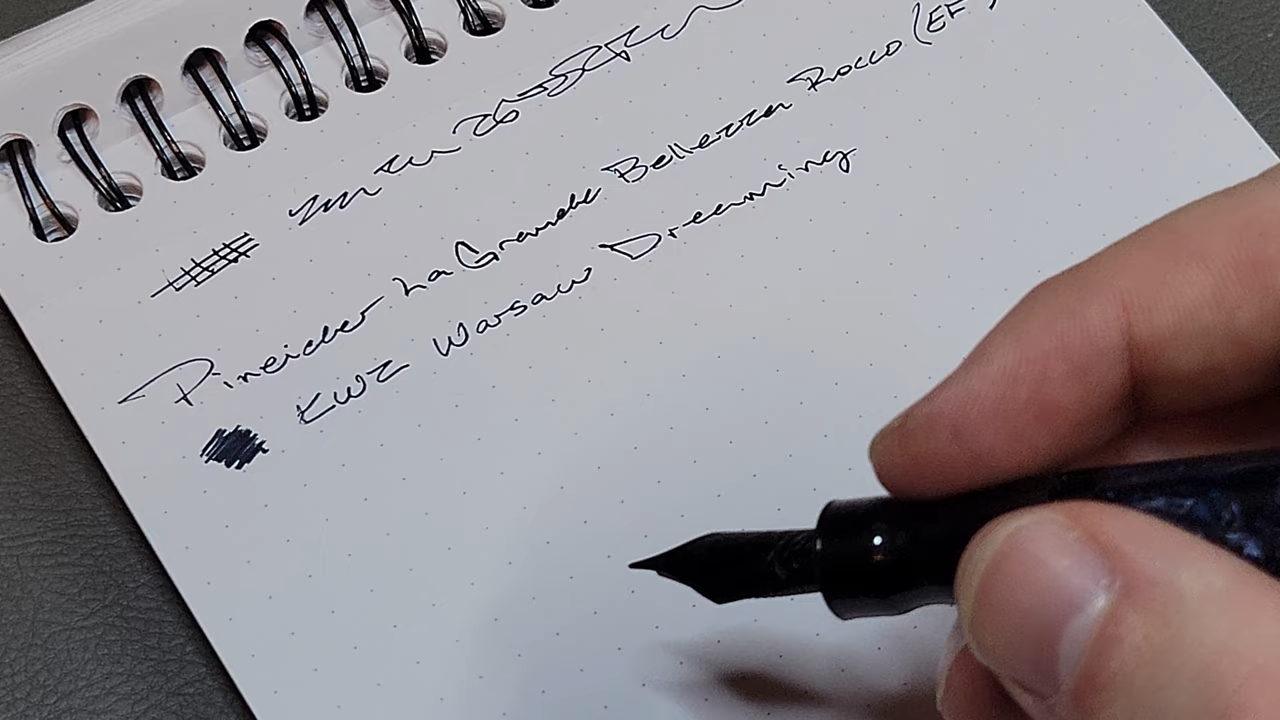 Pineider La Grande Bellezza Rocco (EF)
KWZ Warsaw Dreaming